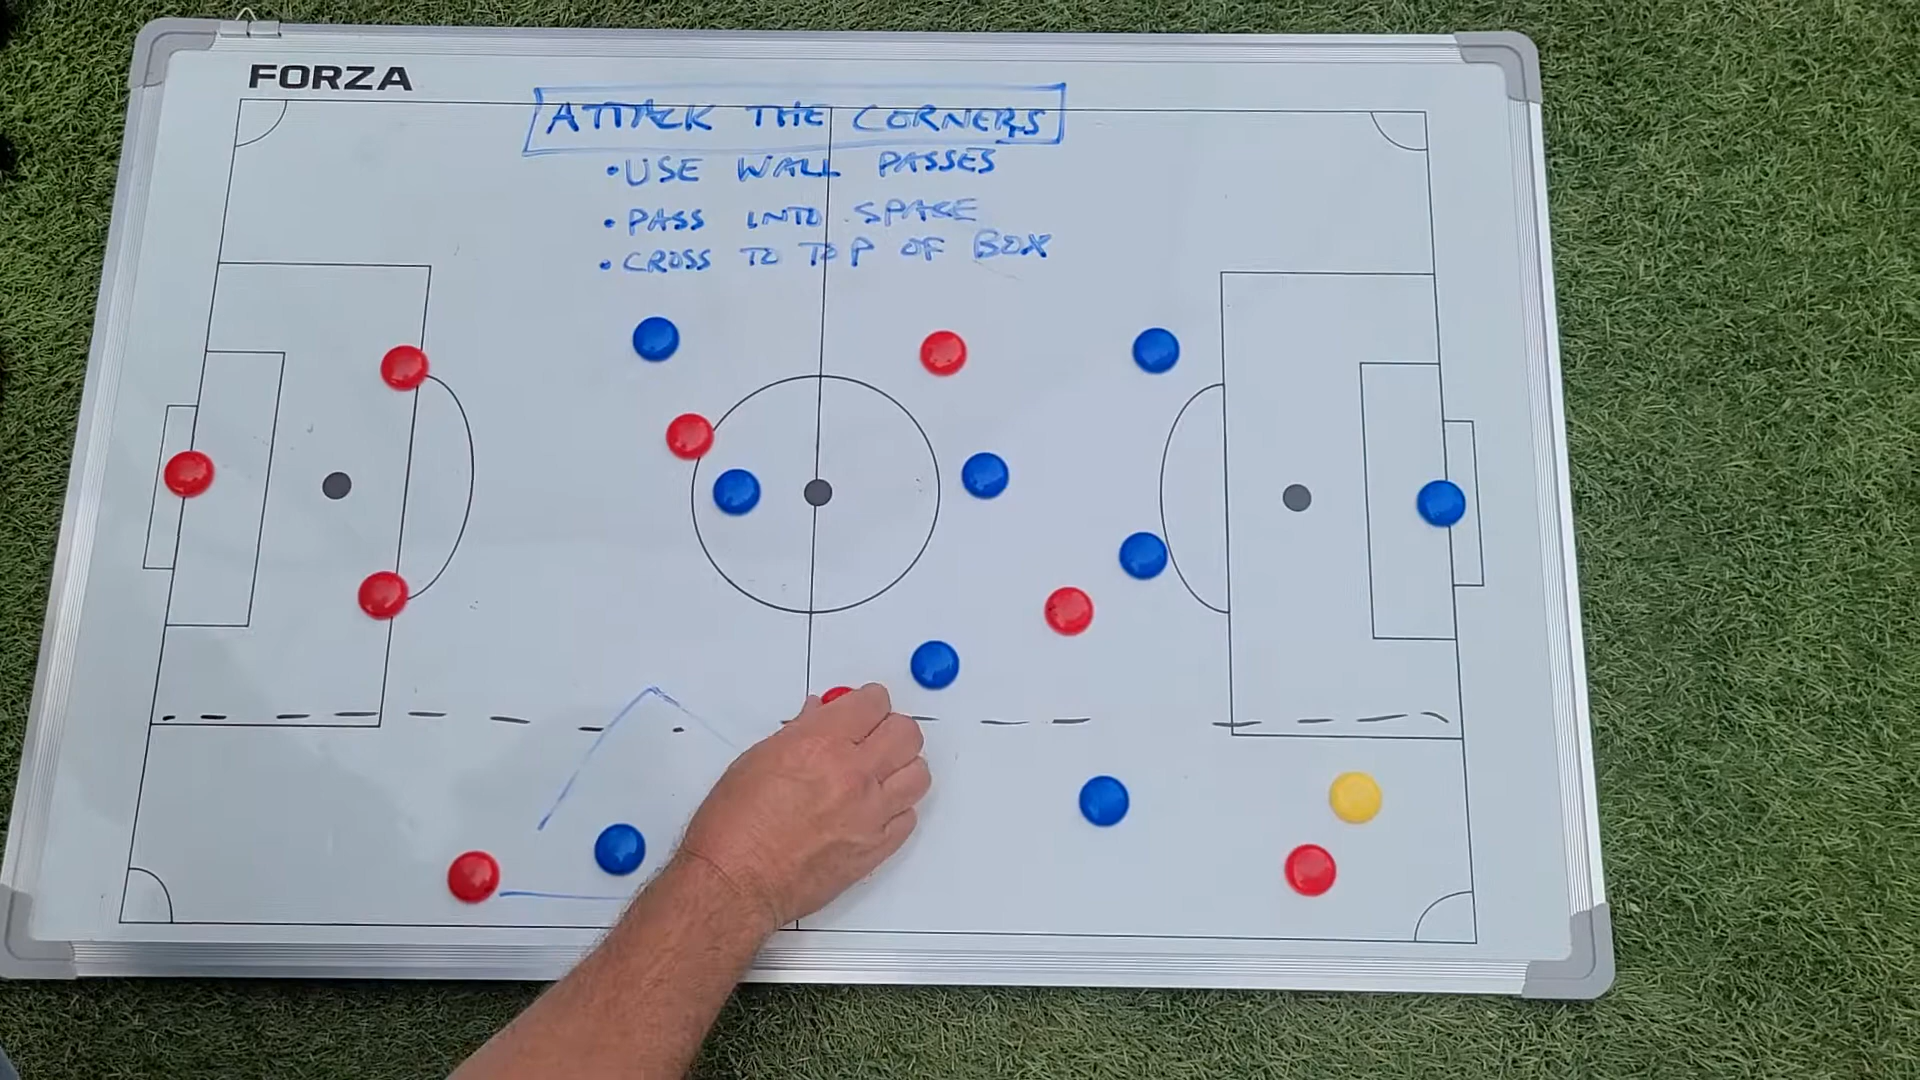 FORZA
ATTACK THE CORNERS
• USE WALL PASSES
• PASS INTO SPACE
• CROSS TO TOP OF BOX